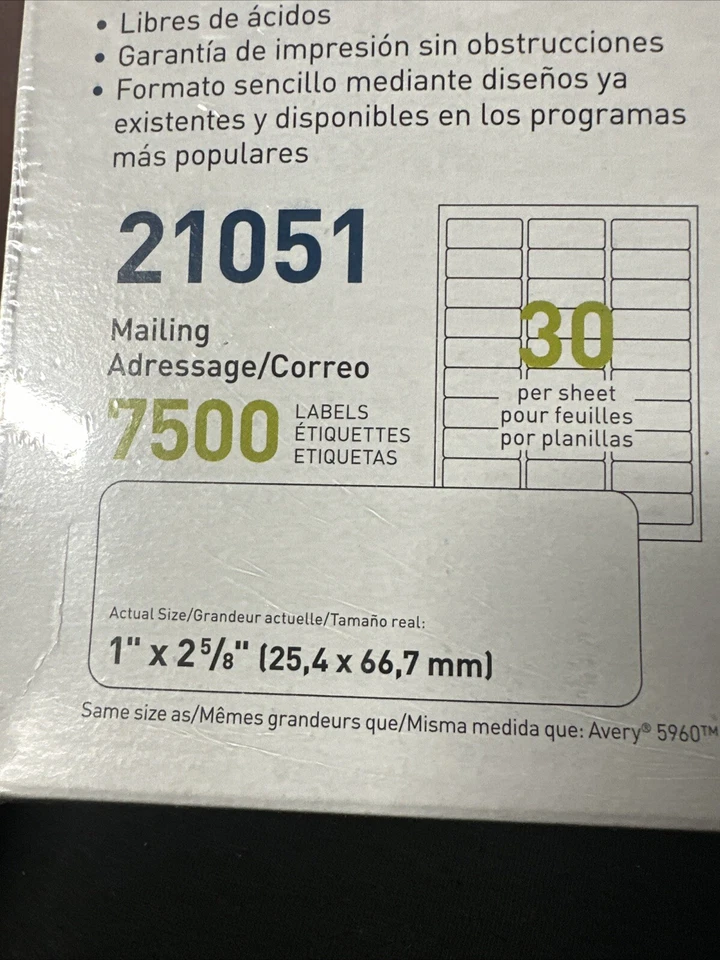 • Libres de ácidos
• Garantía de impresión sin obstrucciones
• Formato sencillo mediante diseños ya
existentes y disponibles en los programas
más populares
21051
Mailing
Adressage/Correo
7500
LABELS
ÉTIQUETTES
ETIQUETAS
30
per sheet
pour feuilles
por planillas
Actual Size/Grandeur actuelle/Tamaño real:
1" x 2 5/8" (25,4 x 66,7 mm)
Same size as/Mêmes grandeurs que/Misma medida que: Avery® 5960™